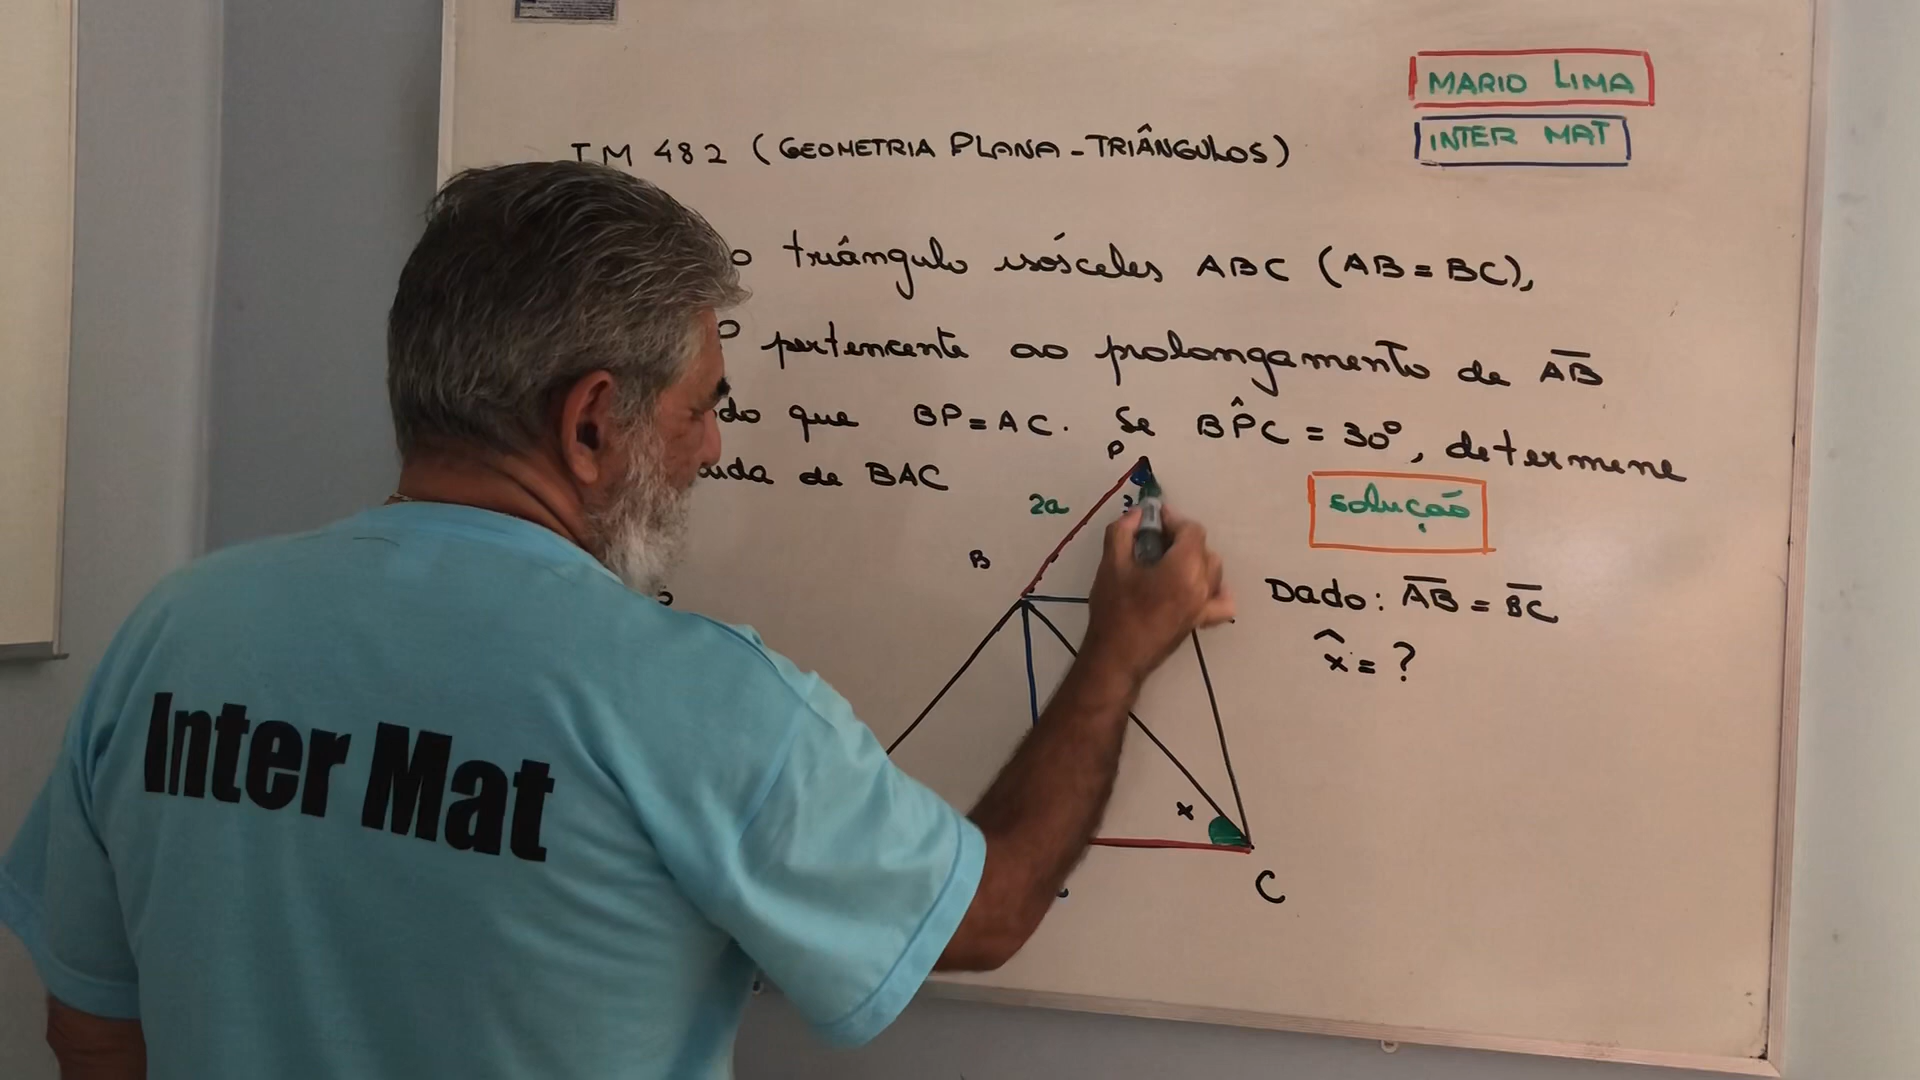 MARIO LIMA
INTER MAT
IM 482 (GEOMETRIA PLANA-TRIÂNGULOS)
triângulo isósceles ABC (AB = BC),
P pertencente ao prolongamento de AB
que BP = AC. Se BP̂C = 30°, determine
de BAC
P
2a
solução
B
Dado: AB = BC
x̂ = ?
x
C
Inter Mat